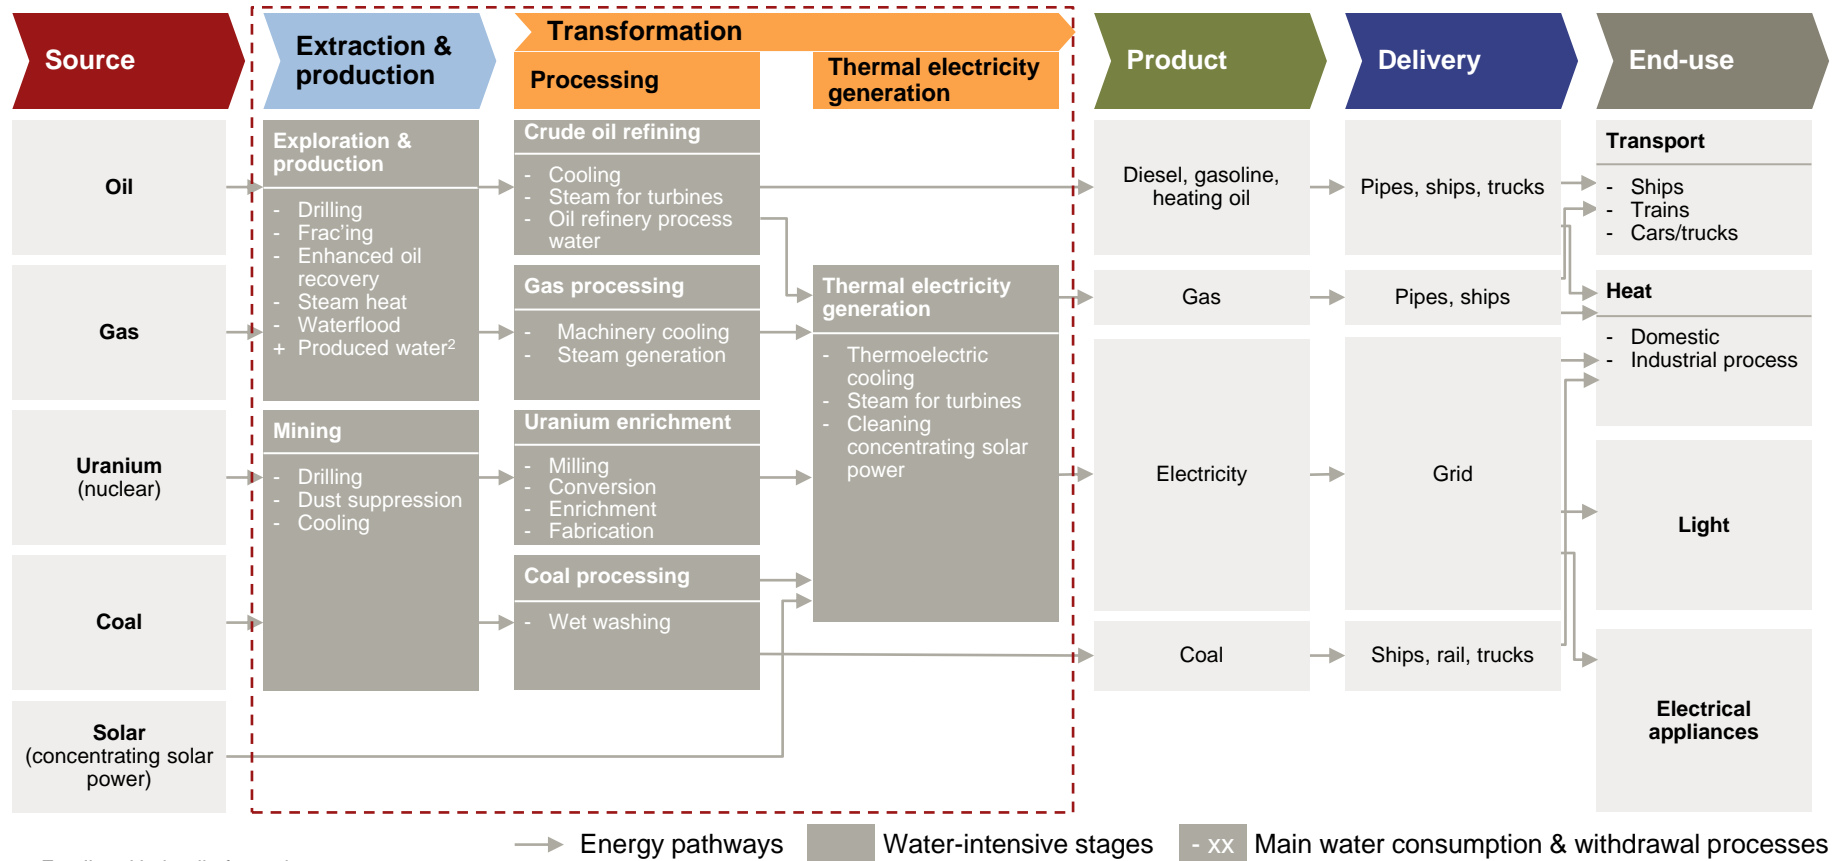 Source
Extraction &
production
Transformation
Processing
Thermal electricity
generation
Product
Delivery
End-use
Oil
Gas
Uranium
(nuclear)
Coal
Solar
(concentrating solar
power)
Exploration &
production
- Drilling
- Frac'ing
- Enhanced oil
recovery
- Steam heat
- Waterflood
+ Produced water2
Mining
- Drilling
- Dust suppression
- Cooling
Crude oil refining
- Cooling
- Steam for turbines
- Oil refinery process
water
Gas processing
- Machinery cooling
- Steam generation
Uranium enrichment
- Milling
- Conversion
- Enrichment
- Fabrication
Coal processing
- Wet washing
Thermal electricity
generation
- Thermoelectric
cooling
- Steam for turbines
- Cleaning
concentrating solar
power
Diesel, gasoline,
heating oil
Gas
Electricity
Coal
Pipes, ships, trucks
Pipes, ships
Grid
Ships, rail, trucks
Transport
- Ships
- Trains
- Cars/trucks
Heat
- Domestic
- Industrial process
Light
Electrical
appliances
Energy pathways
Water-intensive stages
- xx
Main water consumption & withdrawal processes